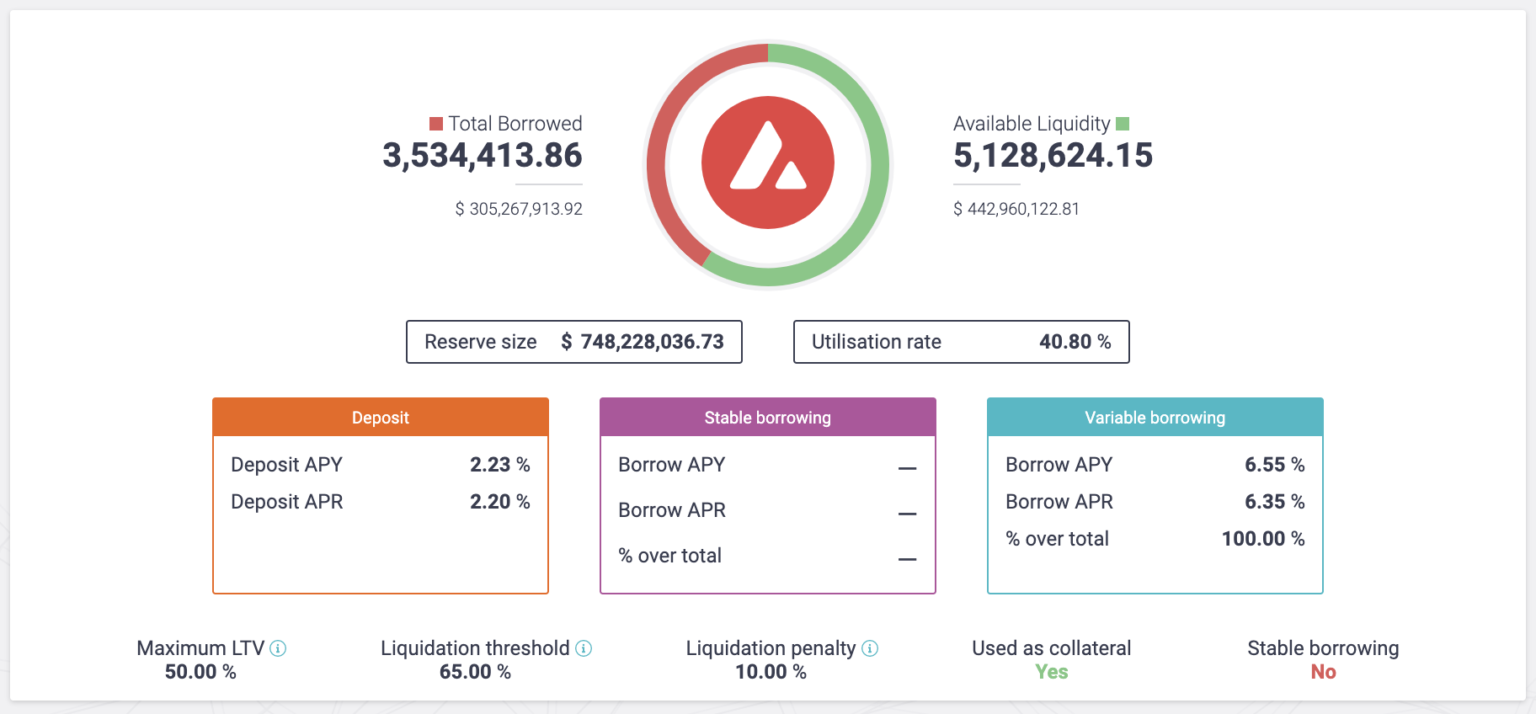 Total Borrowed
3,534,413.86
$ 305,267,913.92
Available Liquidity
5,128,624.15
$ 442,960,122.81
Reserve size $ 748,228,036.73
Utilisation rate 40.80 %
Deposit
Deposit APY 2.23 %
Deposit APR 2.20 %
Stable borrowing
Borrow APY —
Borrow APR —
% over total —
Variable borrowing
Borrow APY 6.55 %
Borrow APR 6.35 %
% over total 100.00 %
Maximum LTV
50.00 %
Liquidation threshold
65.00 %
Liquidation penalty
10.00 %
Used as collateral
Yes
Stable borrowing
No